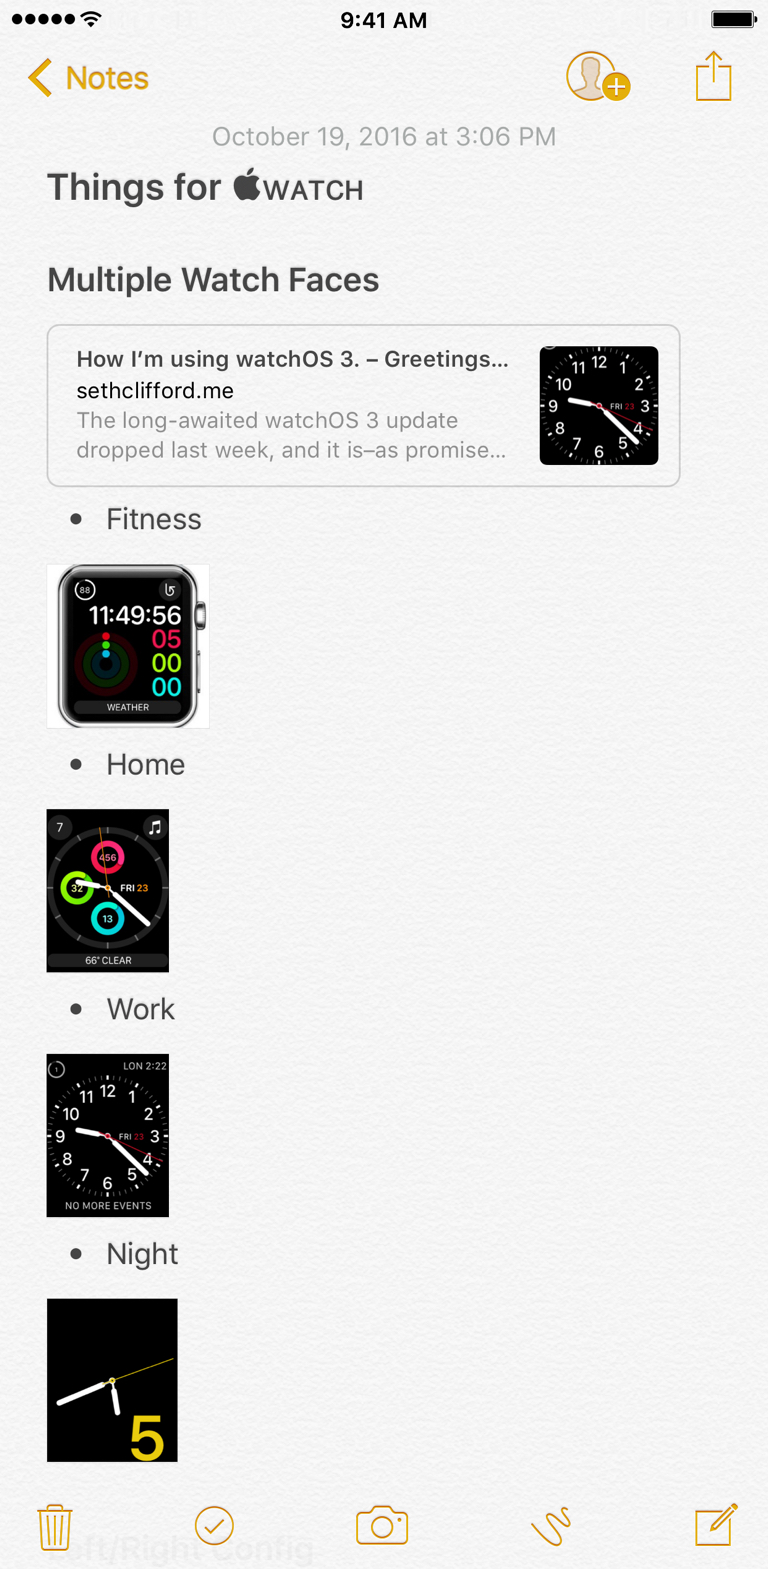 9:41 AM
Notes
October 19, 2016 at 3:06 PM
Things for WATCH
Multiple Watch Faces
How I’m using watchOS 3. – Greetings...
sethclifford.me
The long-awaited watchOS 3 update
dropped last week, and it is–as promise...
11 12 1
10 2
9 FRI 23 3
8 4
7 6 5
• Fitness
88
11:49:56
05
00
00
WEATHER
• Home
7
456
32 FRI 23
13
66° CLEAR
• Work
1 LON 2:22
11 12 1
10 2
9 FRI 23 3
8 4
7 6 5
NO MORE EVENTS
• Night
5
Left/Right Config